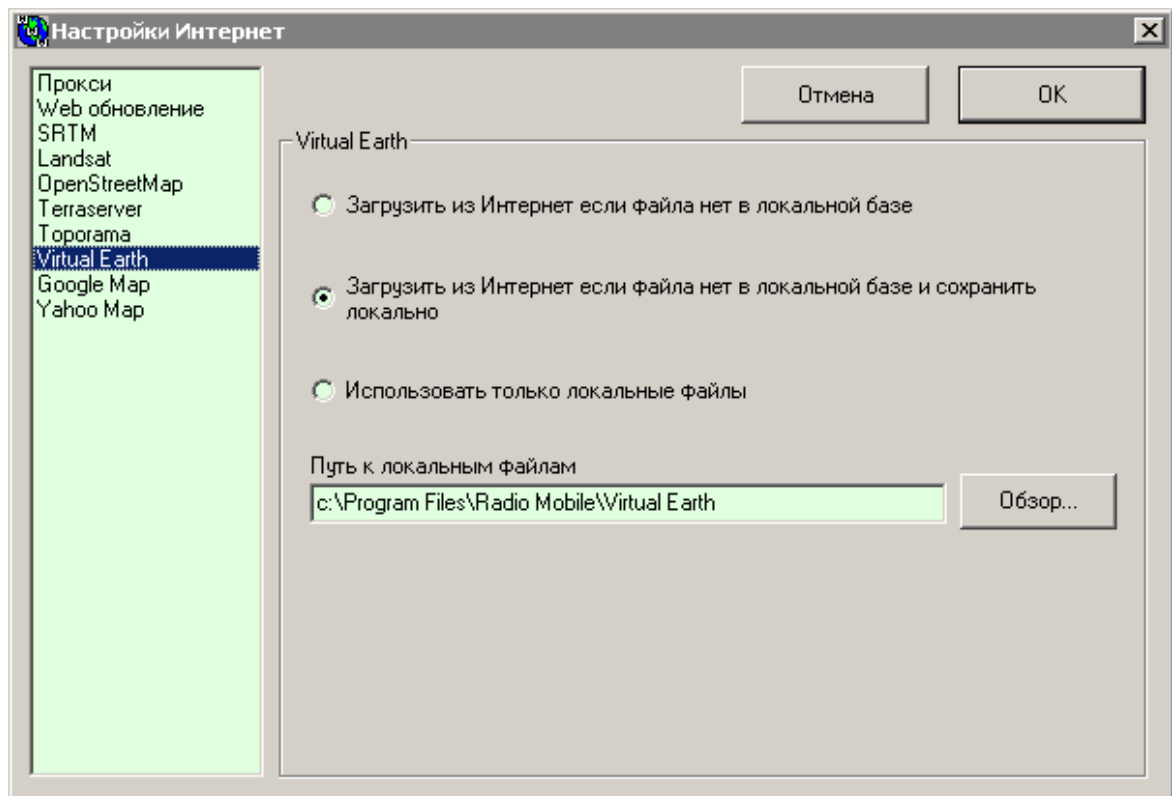 Настройки Интернет
Прокси
Web обновление
SRTM
Landsat
OpenStreetMap
Terraserver
Toporama
Virtual Earth
Google Map
Yahoo Map
Отмена
OK
Virtual Earth
Загрузить из Интернет если файла нет в локальной базе
Загрузить из Интернет если файла нет в локальной базе и сохранить
локально
Использовать только локальные файлы
Путь к локальным файлам
c:\Program Files\Radio Mobile\Virtual Earth
Обзор...